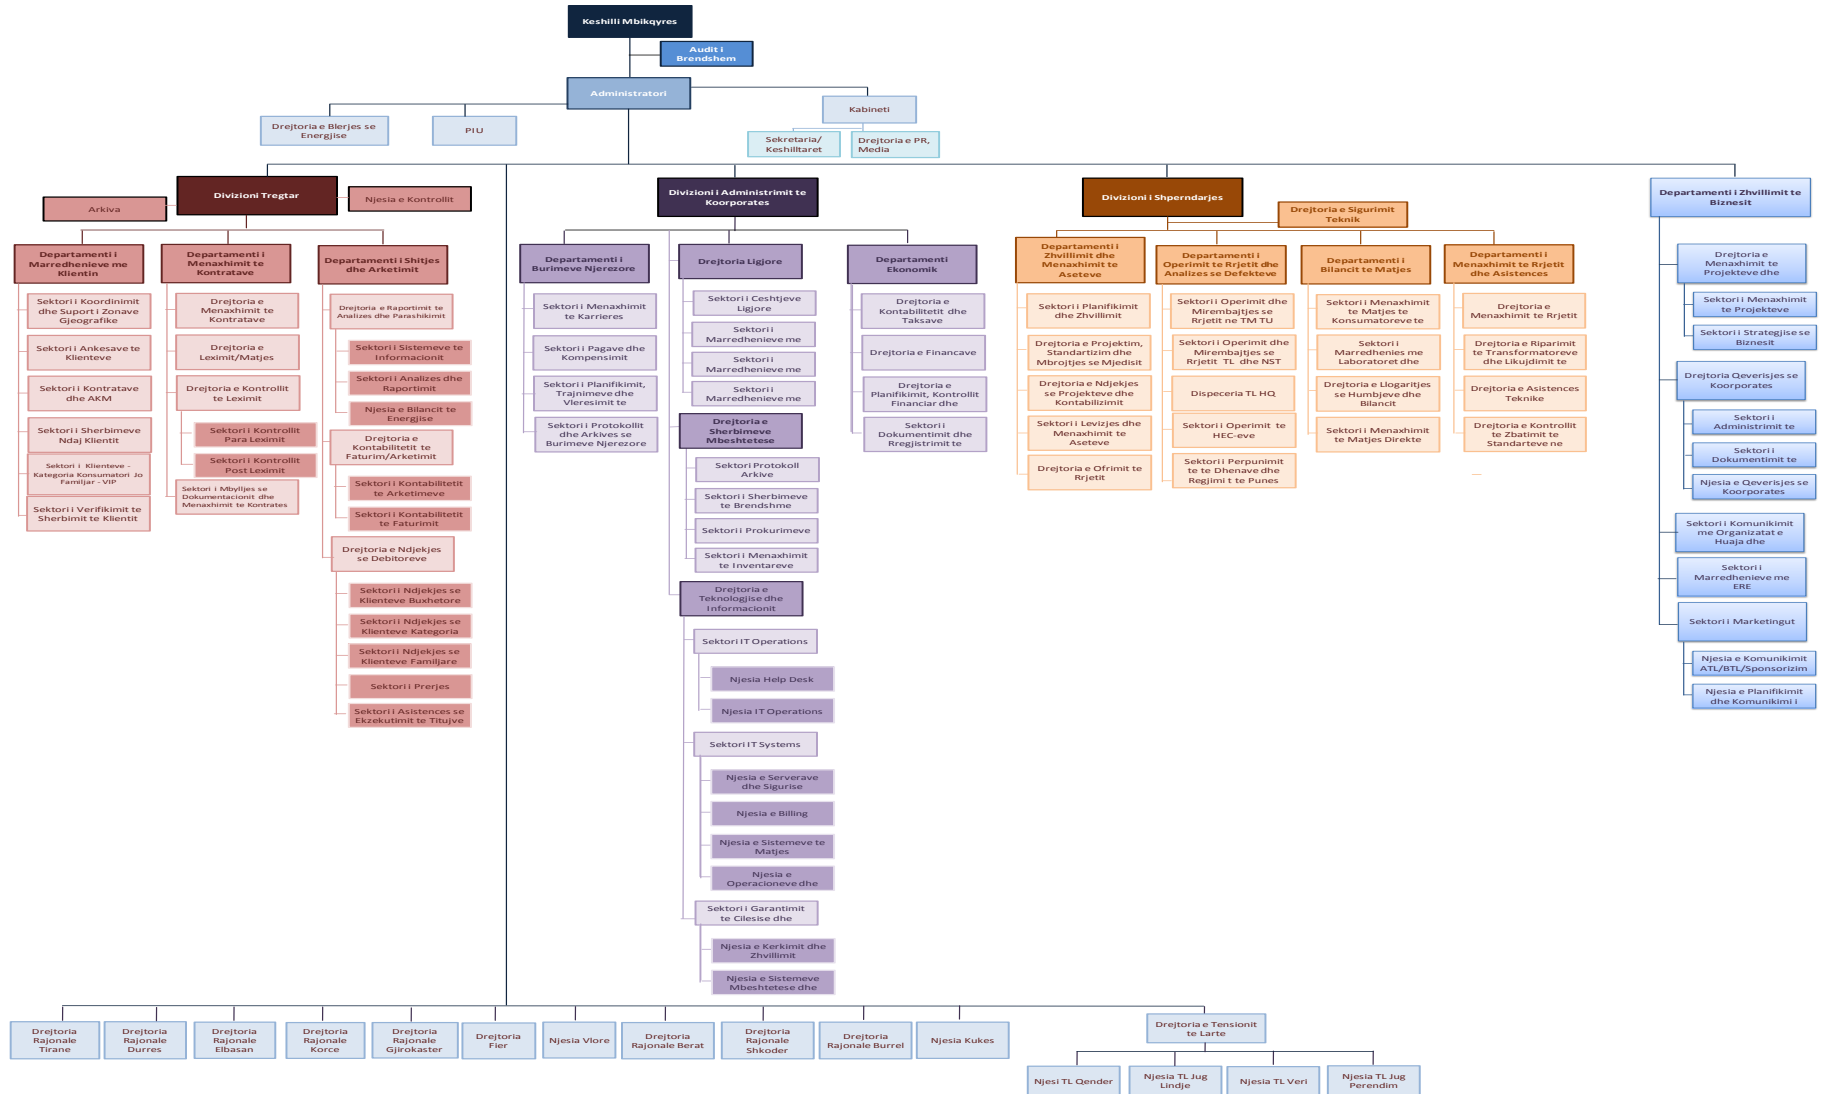 Keshilli Mbikqyres
Audit i
Brendshem
Administratori
Kabineti
Drejtoria e Blerjes se
Energjise
PIU
Sekretaria/
Keshilltaret
Drejtoria e PR,
Media
Divizioni Tregtar
Arkiva
Njesia e Kontrollit
Departamenti i
Marredhenieve me
Klientin
Sektori i Koordinimit
dhe Suport i Zonave
Gjeografike
Sektori i Ankesave te
Klienteve
Sektori i Kontratave
dhe AKM
Sektori i Sherbimeve
Ndaj Klientit
Sektori i Klienteve -
Kategoria Konsumatori Jo
Familjar - VIP
Sektori i Verifikimit te
Sherbimit te Klientit
Departamenti i
Menaxhimit te
Kontratave
Drejtoria e
Menaxhimit te
Kontratave
Drejtoria e
Leximit/Matjes
Drejtoria e Kontrollit
te Leximit
Sektori i Kontrollit
Para Leximit
Sektori i Kontrollit
Post Leximit
Sektori i Mbylljes se
Dokumentacionit dhe
Menaxhimit te Kontrates
Departamenti i Shitjes
dhe Arketimit
Drejtoria e Raportimit te
Analizes dhe Parashikimit
Sektori i Sistemeve te
Informacionit
Sektori i Analizes dhe
Raportimit
Njesia e Bilancit te
Energjise
Drejtoria e
Kontabilitetit te
Faturim/Arketimit
Sektori i Kontabilitetit
te Arketimeve
Sektori i Kontabilitetit
te Faturimit
Drejtoria e Ndjekjes
se Debitoreve
Sektori i Ndjekjes se
Klienteve Buxhetore
Sektori i Ndjekjes se
Klienteve Kategoria
Sektori i Ndjekjes se
Klienteve Familjare
Sektori i Prerjes
Sektori i Asistences se
Ekzekutimit te Titujve
Divizioni i Administrimit te
Koorporates
Departamenti i
Burimeve Njerezore
Sektori i Menaxhimit
te Karrieres
Sektori i Pagave dhe
Kompensimit
Sektori i Planifikimit,
Trajnimeve dhe
Vleresimit te
Sektori i Protokollit
dhe Arkives se
Burimeve Njerezore
Drejtoria Ligjore
Sektori i Ceshtjeve
Ligjore
Sektori i
Marredhenieve me
Sektori i
Marredhenieve me
Sektori i
Marredhenieve me
Drejtoria e
Sherbimeve
Mbeshtetese
Sektori Protokoll
Arkive
Sektori i Sherbimeve
te Brendshme
Sektori i Prokurimeve
Sektori i Menaxhimit
te Inventareve
Drejtoria e
Teknologjise dhe
Informacionit
Sektori IT Operations
Njesia Help Desk
Njesia IT Operations
Sektori IT Systems
Njesia e Serverave
dhe Sigurise
Njesia e Billing
Njesia e Sistemeve te
Matjes
Njesia e
Operacioneve dhe
Sektori i Garantimit
te Cilesise dhe
Njesia e Kerkimit dhe
Zhvillimit
Njesia e Sistemeve
Mbeshtetese dhe
Departamenti
Ekonomik
Drejtoria e
Kontabilitetit dhe
Taksave
Drejtoria e Financave
Drejtoria e
Planifikimit, Kontrollit
Financiar dhe
Sektori i
Dokumentimit dhe
Rregjistrimit te
Divizioni i Shperndarjes
Drejtoria e Sigurimit
Teknik
Departamenti i
Zhvillimit dhe
Menaxhimit te
Aseteve
Sektori i Planifikimit
dhe Zhvillimit
Drejtoria e Projektim,
Standartizim dhe
Mbrojtjes se Mjedisit
Drejtoria e Ndjekjes
se Projekteve dhe
Kontabilizimit
Sektori i Levizjes dhe
Menaxhimit te
Aseteve
Drejtoria e Ofrimit te
Rrjetit
Departamenti i
Operimit te Rrjetit dhe
Analizes se Defekteve
Sektori i Operimit dhe
Mirembajtjes se
Rrjetit ne TM TU
Sektori i Operimit dhe
Mirembajtjes se
Rrjetit TL dhe NST
Dispeceria TL HQ
Sektori i Operimit te
HEC-eve
Sektori i Perpunimit
te te Dhenave dhe
Regjimi t te Punes
Departamenti i
Bilancit te Matjes
Sektori i Menaxhimit
te Matjes te
Konsumatoreve te
Sektori i
Marredhenies me
Laboratoret dhe
Drejtoria e Llogaritjes
se Humbjeve dhe
Bilancit
Sektori i Menaxhimit
te Matjes Direkte
Departamenti i
Menaxhimit te Rrjetit
dhe Asistences
Drejtoria e
Menaxhimit te Rrjetit
Drejtoria e Riparimit
te Transformatoreve
dhe Likujdimit te
Drejtoria e Asistences
Teknike
Drejtoria e Kontrollit
te Zbatimit te
Standarteve ne
Departamenti i Zhvillimit te
Biznesit
Drejtoria e
Menaxhimit te
Projekteve dhe
Sektori i Menaxhimit
te Projekteve
Sektori i Strategjise se
Biznesit
Drejtoria Qeverisjes se
Koorporates
Sektori i
Administrimit te
Sektori i
Dokumentimit te
Njesia e Qeverisjes se
Koorporates
Sektori i Komunikimit
me Organizatat e
Huaja dhe
Sektori i
Marredhenieve me
ERE
Sektori i Marketingut
Njesia e Komunikimit
ATL/BTL/Sponsorizim
Njesia e Planifikimit
dhe Komunikimi i
Drejtoria
Rajonale
Tirane
Drejtoria
Rajonale
Durres
Drejtoria
Rajonale
Elbasan
Drejtoria
Rajonale
Korce
Drejtoria
Rajonale
Gjirokaster
Drejtoria
Fier
Njesia Vlore
Drejtoria
Rajonale Berat
Drejtoria
Rajonale
Shkoder
Drejtoria
Rajonale Burrel
Njesia Kukes
Drejtoria e Tensionit
te Larte
Njesi TL Qender
Njesia TL Jug
Lindje
Njesia TL Veri
Njesia TL Jug
Perendim